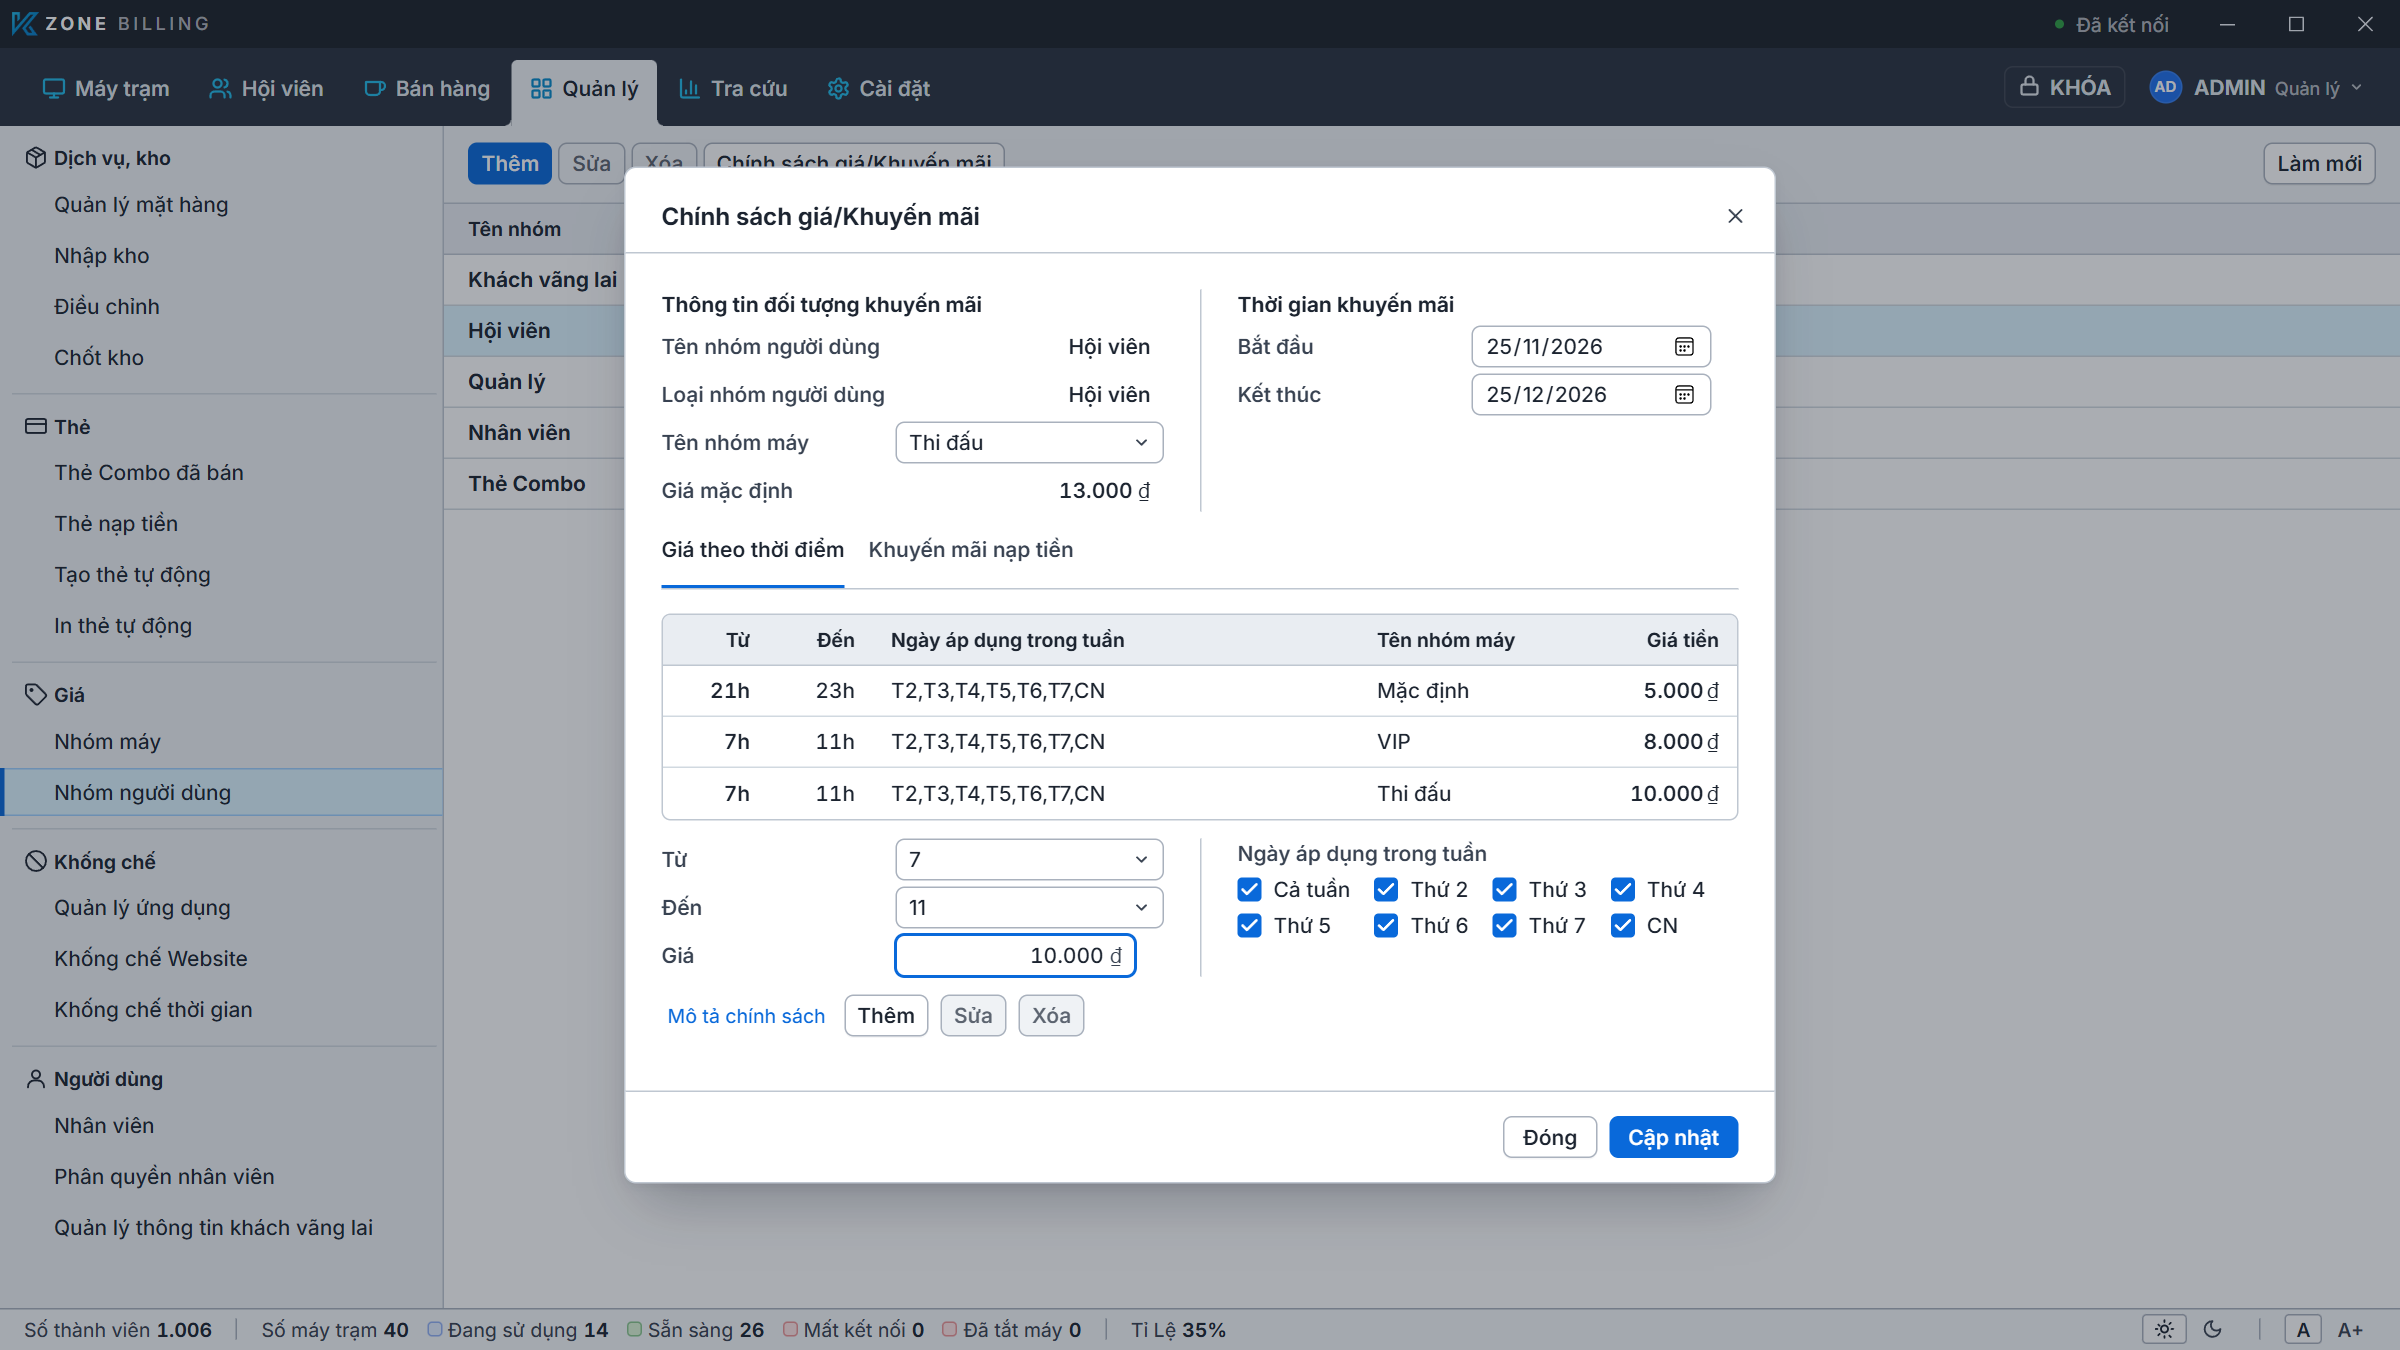 ZONE BILLING
Đã kết nối
Máy trạm
Hội viên
Bán hàng
Quản lý
Tra cứu
Cài đặt
KHÓA
AD
ADMIN Quản lý
Dịch vụ, kho
Quản lý mặt hàng
Nhập kho
Điều chỉnh
Chốt kho
Thẻ
Thẻ Combo đã bán
Thẻ nạp tiền
Tạo thẻ tự động
In thẻ tự động
Giá
Nhóm máy
Nhóm người dùng
Khống chế
Quản lý ứng dụng
Khống chế Website
Khống chế thời gian
Người dùng
Nhân viên
Phân quyền nhân viên
Quản lý thông tin khách vãng lai
Thêm Sửa Xóa Chính sách giá/Khuyến mãi Làm mới
Tên nhóm
Khách vãng lai
Hội viên
Quản lý
Nhân viên
Thẻ Combo
Chính sách giá/Khuyến mãi
Thông tin đối tượng khuyến mãi
Tên nhóm người dùng Hội viên
Loại nhóm người dùng Hội viên
Tên nhóm máy Thi đấu
Giá mặc định 13.000 ₫
Thời gian khuyến mãi
Bắt đầu 25/11/2026
Kết thúc 25/12/2026
Giá theo thời điểm Khuyến mãi nạp tiền
Từ Đến Ngày áp dụng trong tuần Tên nhóm máy Giá tiền
21h 23h T2,T3,T4,T5,T6,T7,CN Mặc định 5.000 ₫
7h 11h T2,T3,T4,T5,T6,T7,CN VIP 8.000 ₫
7h 11h T2,T3,T4,T5,T6,T7,CN Thi đấu 10.000 ₫
Từ 7
Đến 11
Giá 10.000 ₫
Ngày áp dụng trong tuần
Cả tuần Thứ 2 Thứ 3 Thứ 4
Thứ 5 Thứ 6 Thứ 7 CN
Mô tả chính sách Thêm Sửa Xóa
Đóng Cập nhật
Số thành viên 1.006 Số máy trạm 40 Đang sử dụng 14 Sẵn sàng 26 Mất kết nối 0 Đã tắt máy 0 Tỉ Lệ 35% A A+